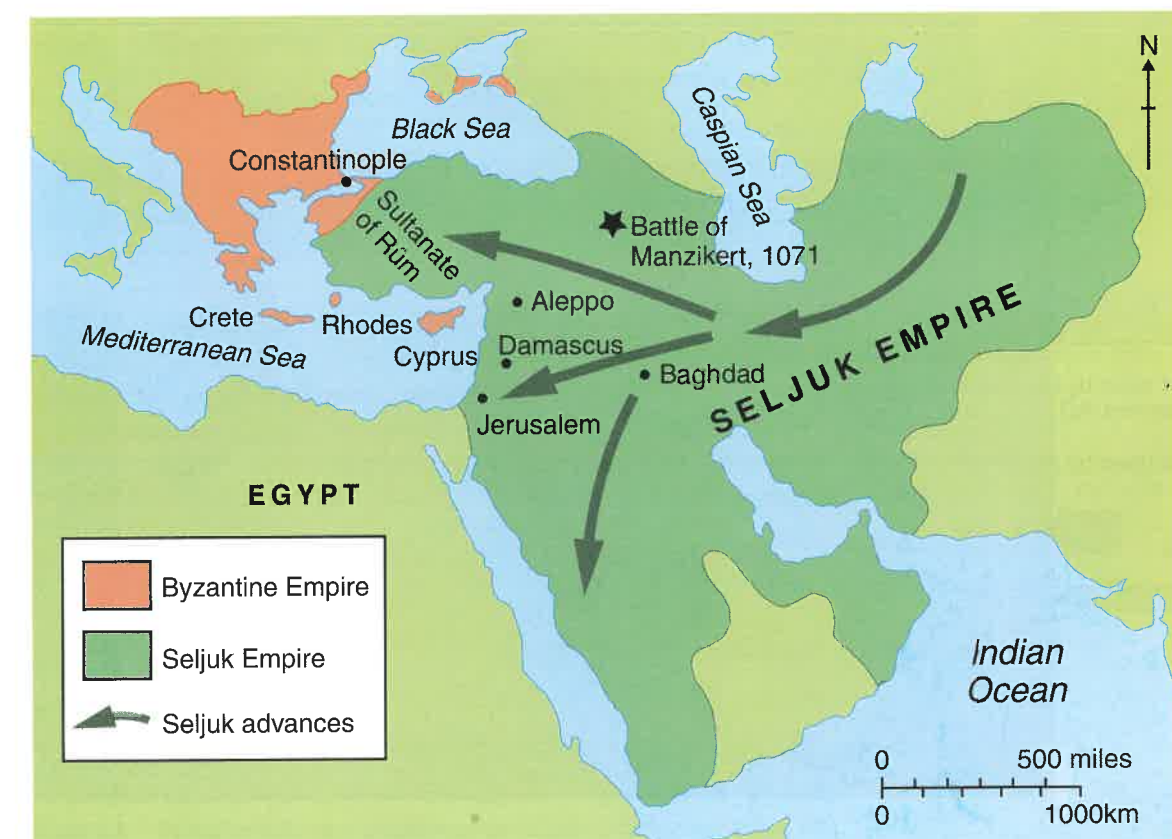 N
Black Sea
Caspian Sea
Constantinople
Sultanate
of Rûm
Battle of
Manzikert, 1071
Aleppo
Crete
Rhodes
Cyprus
Mediterranean Sea
Damascus
Baghdad
SELJUK EMPIRE
Jerusalem
EGYPT
Byzantine Empire
Seljuk Empire
Seljuk advances
Indian
Ocean
0 500 miles
0 1000km